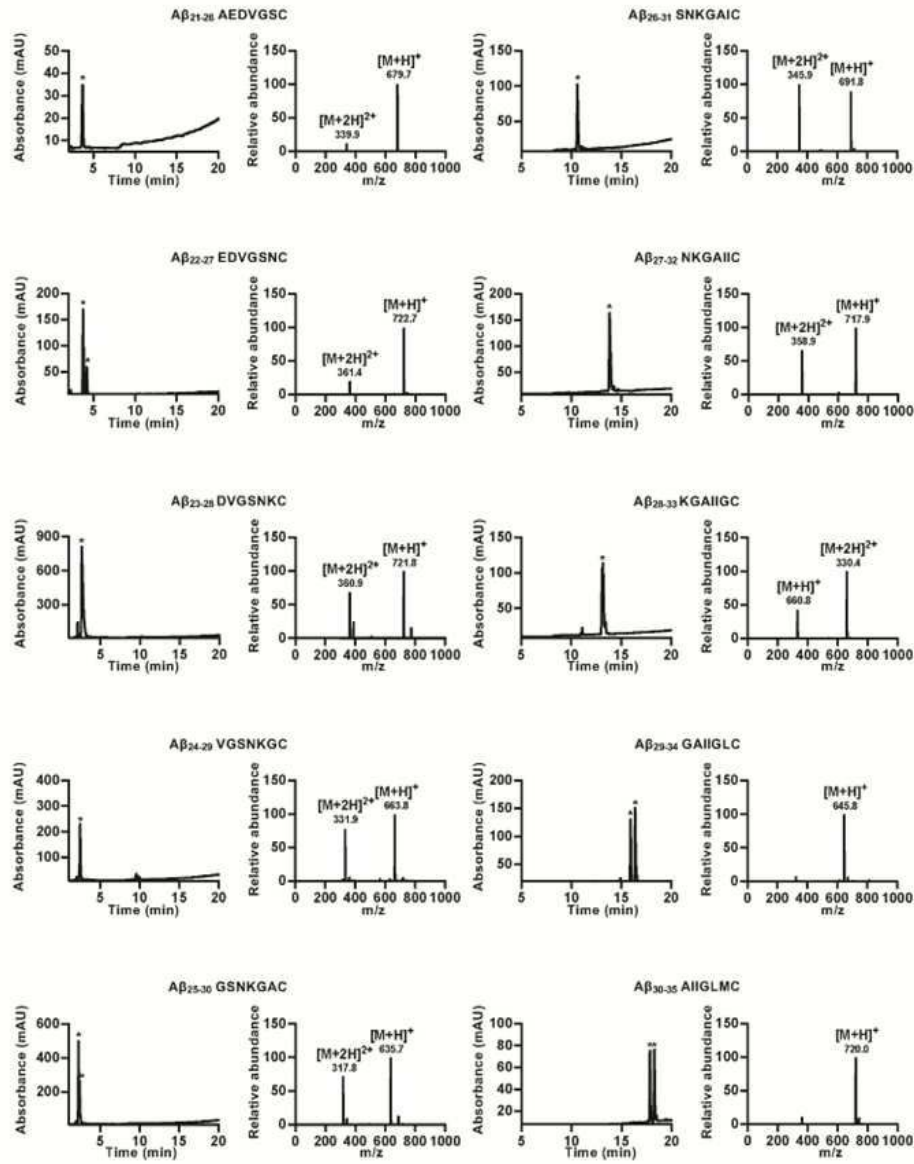 Aβ21-26 AEDVGSC
Absorbance (mAU)
50
40
30
20
10
*
5 10 15 20
Time (min)
Relative abundance
150
100
50
0
[M+H]+
679.7
[M+2H]2+
339.9
0 200 400 600 800 1000
m/z
Aβ26-31 SNKGAIC
Absorbance (mAU)
150
100
50
*
5 10 15 20
Time (min)
Relative abundance
150
100
50
0
[M+2H]2+
345.9
[M+H]+
691.8
0 200 400 600 800 1000
m/z
Aβ22-27 EDVGSNC
Absorbance (mAU)
200
150
100
50
*
*
5 10 15 20
Time (min)
Relative abundance
150
100
50
0
[M+H]+
722.7
[M+2H]2+
361.4
0 200 400 600 800 1000
m/z
Aβ27-32 NKGAIIC
Absorbance (mAU)
200
150
100
50
*
5 10 15 20
Time (min)
Relative abundance
150
100
50
0
[M+H]+
717.9
[M+2H]2+
358.9
0 200 400 600 800 1000
m/z
Aβ23-28 DVGSNKC
Absorbance (mAU)
900
600
300
*
5 10 15 20
Time (min)
Relative abundance
150
100
50
0
[M+H]+
721.8
[M+2H]2+
360.9
0 200 400 600 800 1000
m/z
Aβ28-33 KGAIIGC
Absorbance (mAU)
150
100
50
*
5 10 15 20
Time (min)
Relative abundance
150
100
50
0
[M+2H]2+
330.4
[M+H]+
660.8
0 200 400 600 800 1000
m/z
Aβ24-29 VGSNKGC
Absorbance (mAU)
400
300
200
100
*
5 10 15 20
Time (min)
Relative abundance
150
100
50
0
[M+H]+
663.8
[M+2H]2+
331.9
0 200 400 600 800 1000
m/z
Aβ29-34 GAIIGLC
Absorbance (mAU)
200
150
100
50
*
*
5 10 15 20
Time (min)
Relative abundance
150
100
50
0
[M+H]+
645.8
0 200 400 600 800 1000
m/z
Aβ25-30 GSNKGAC
Absorbance (mAU)
600
400
200
*
*
5 10 15 20
Time (min)
Relative abundance
150
100
50
0
[M+H]+
635.7
[M+2H]2+
317.8
0 200 400 600 800 1000
m/z
Aβ30-35 AIIGLMC
Absorbance (mAU)
100
80
60
40
20
**
5 10 15 20
Time (min)
Relative abundance
150
100
50
0
[M+H]+
720.0
0 200 400 600 800 1000
m/z